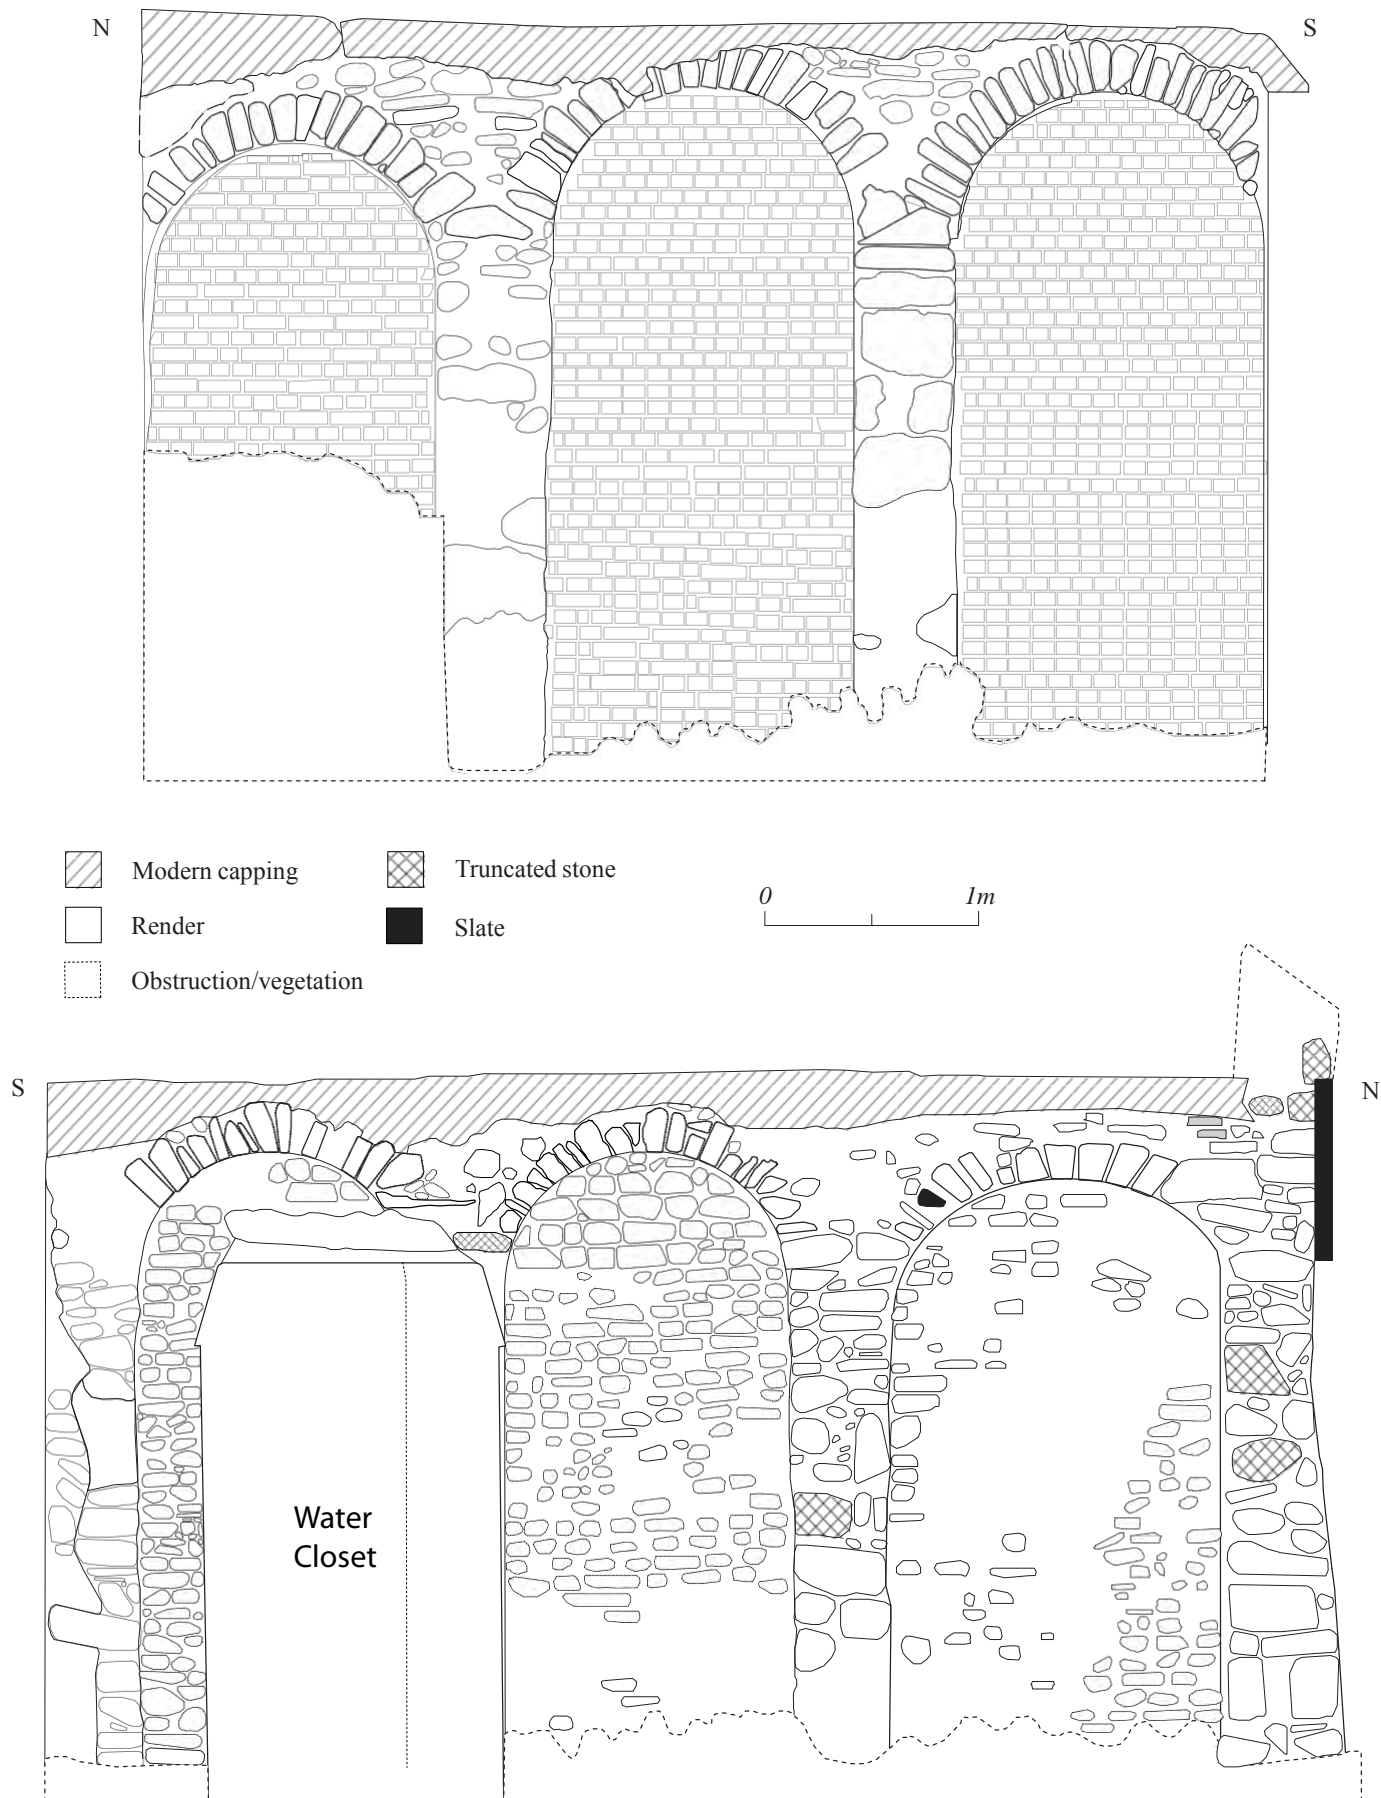 N
S
Modern capping
Truncated stone
0
1m
Render
Slate
Obstruction/vegetation
S
N
Water
Closet